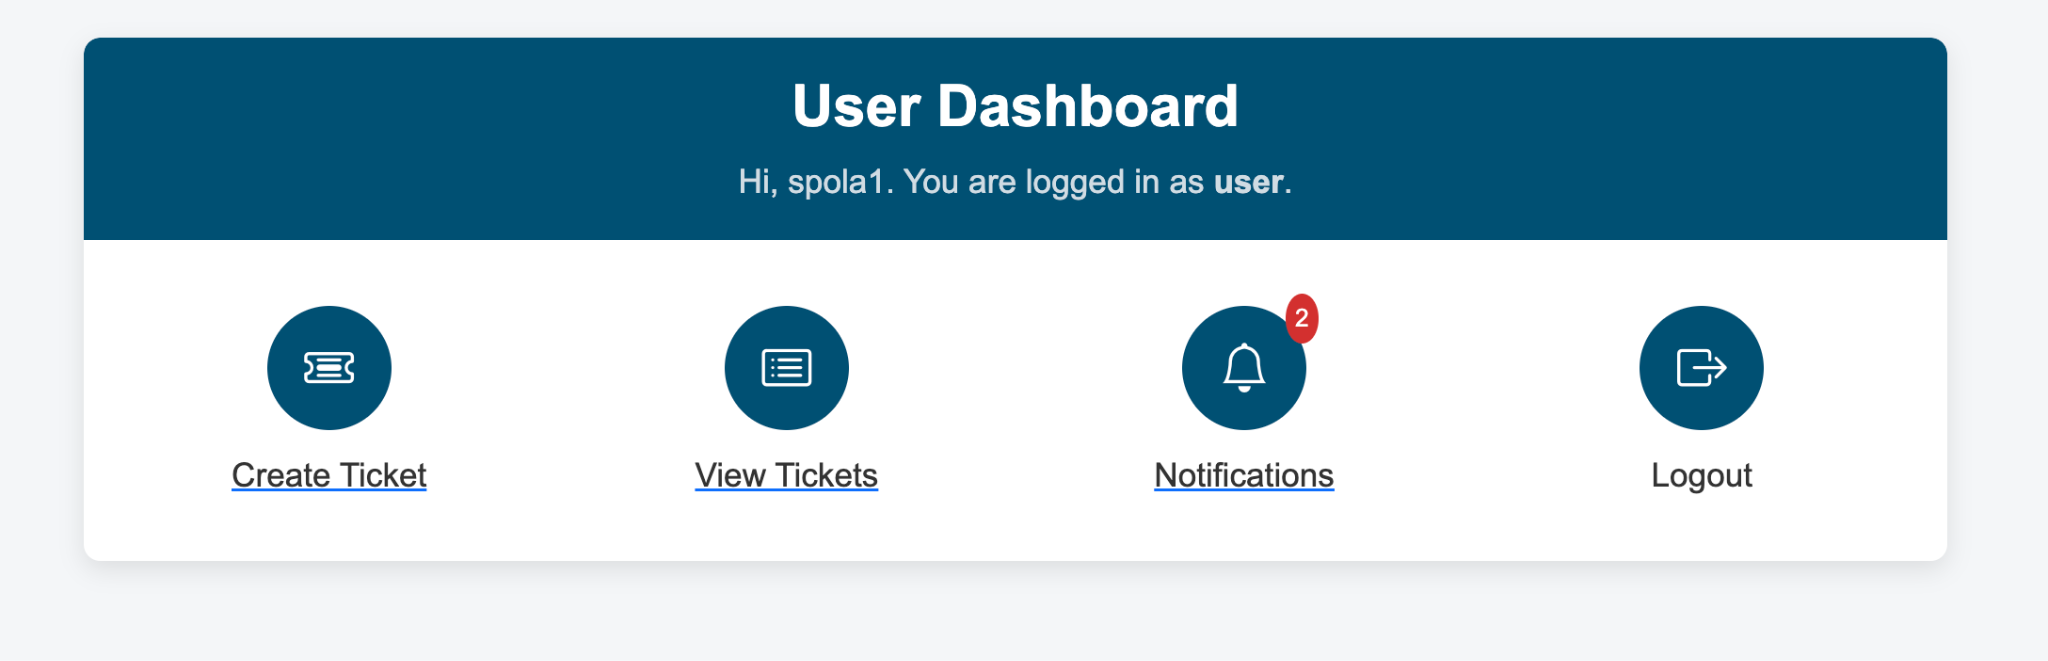 User Dashboard
Hi, spola1. You are logged in as user.
2
Create Ticket
View Tickets
Notifications
Logout